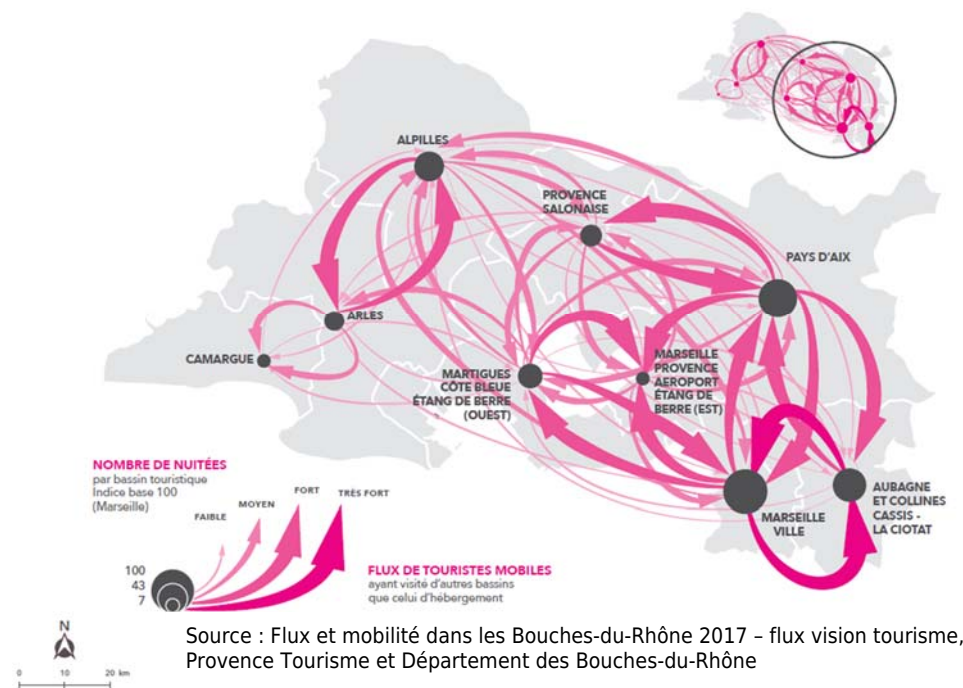 ALPILLES
PROVENCE
SALONAISE
PAYS D'AIX
ARLES
CAMARGUE
MARTIGUES
CÔTE BLEUE
ÉTANG DE BERRE
(OUEST)
MARSEILLE
PROVENCE
AEROPORT
ÉTANG DE
BERRE (EST)
MARSEILLE
VILLE
AUBAGNE
ET COLLINES
CASSIS -
LA CIOTAT
NOMBRE DE NUITÉES
par bassin touristique
Indice base 100
(Marseille)
FAIBLE
MOYEN
FORT
TRÈS FORT
100
43
7
FLUX DE TOURISTES MOBILES
ayant visité d'autres bassins
que celui d'hébergement
N
0 10 20 km
Source : Flux et mobilité dans les Bouches-du-Rhône 2017 – flux vision tourisme,
Provence Tourisme et Département des Bouches-du-Rhône